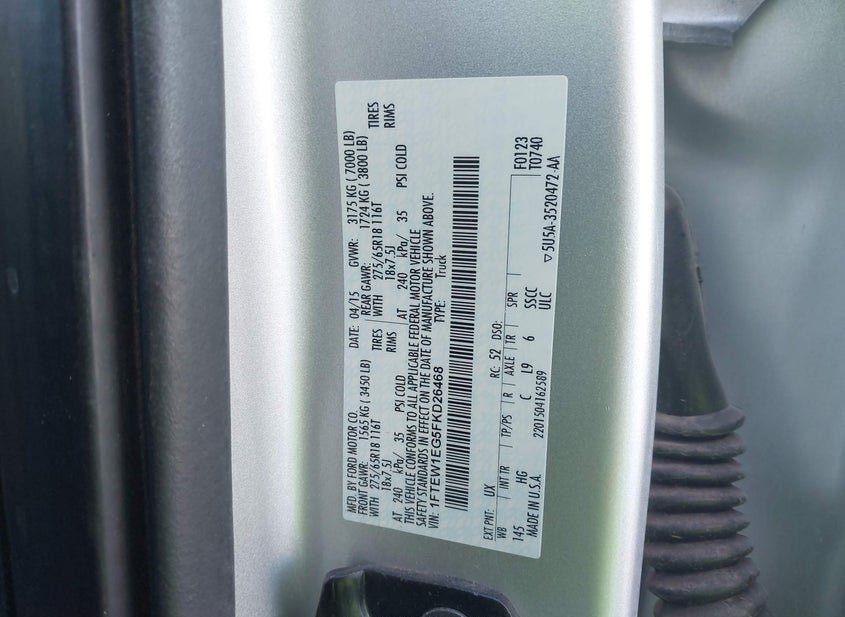 MFD. BY FORD MOTOR CO. DATE: 04/15 GVWR: 3175 KG ( 7000 LB)
FRONT GAWR: 1565 KG (3450 LB) REAR GAWR: 1724 KG ( 3800 LB)
WITH 275/65R18 116T TIRES WITH 275/65R18 116T TIRES
18x7.5J RIMS 18x7.5J RIMS
AT 240 kPa/ 35 PSI COLD AT 240 kPa/ 35 PSI COLD
THIS VEHICLE CONFORMS TO ALL APPLICABLE FEDERAL MOTOR VEHICLE
SAFETY STANDARDS IN EFFECT ON THE DATE OF MANUFACTURE SHOWN ABOVE.
VIN: 1FTEW1EG5FKD26468 TYPE: Truck
EXT PNT: UX RC: 52 DSO:
WB INT TR TP/PS R AXLE TR SPR F0123
145 HG C L9 6 SSCC T0740
MADE IN U.S.A. 2201504162589 ULC ▽5U5A-3520472-AA